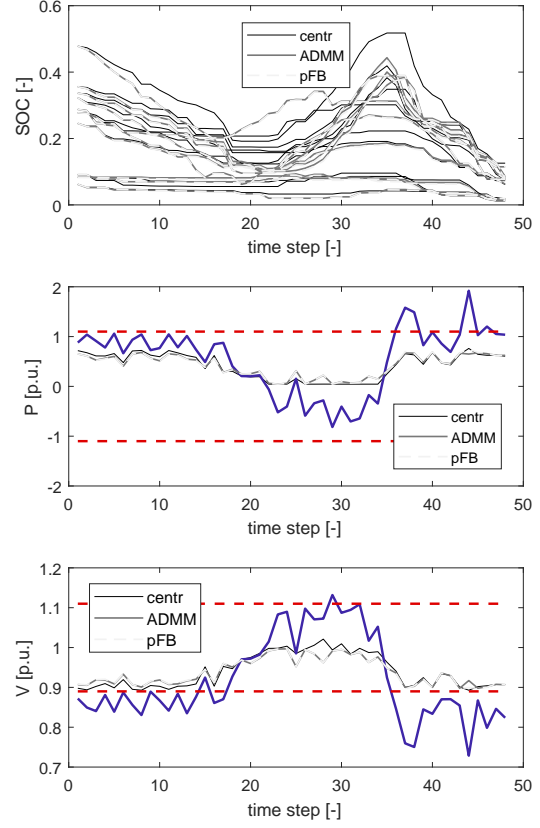 0.6
0.4
0.2
0
SOC [-]
centr
ADMM
pFB
0 10 20 30 40 50
time step [-]
2
1
0
-1
-2
P [p.u.]
centr
ADMM
pFB
0 10 20 30 40 50
time step [-]
1.2
1.1
1.0
0.9
0.8
0.7
V [p.u.]
centr
ADMM
pFB
0 10 20 30 40 50
time step [-]